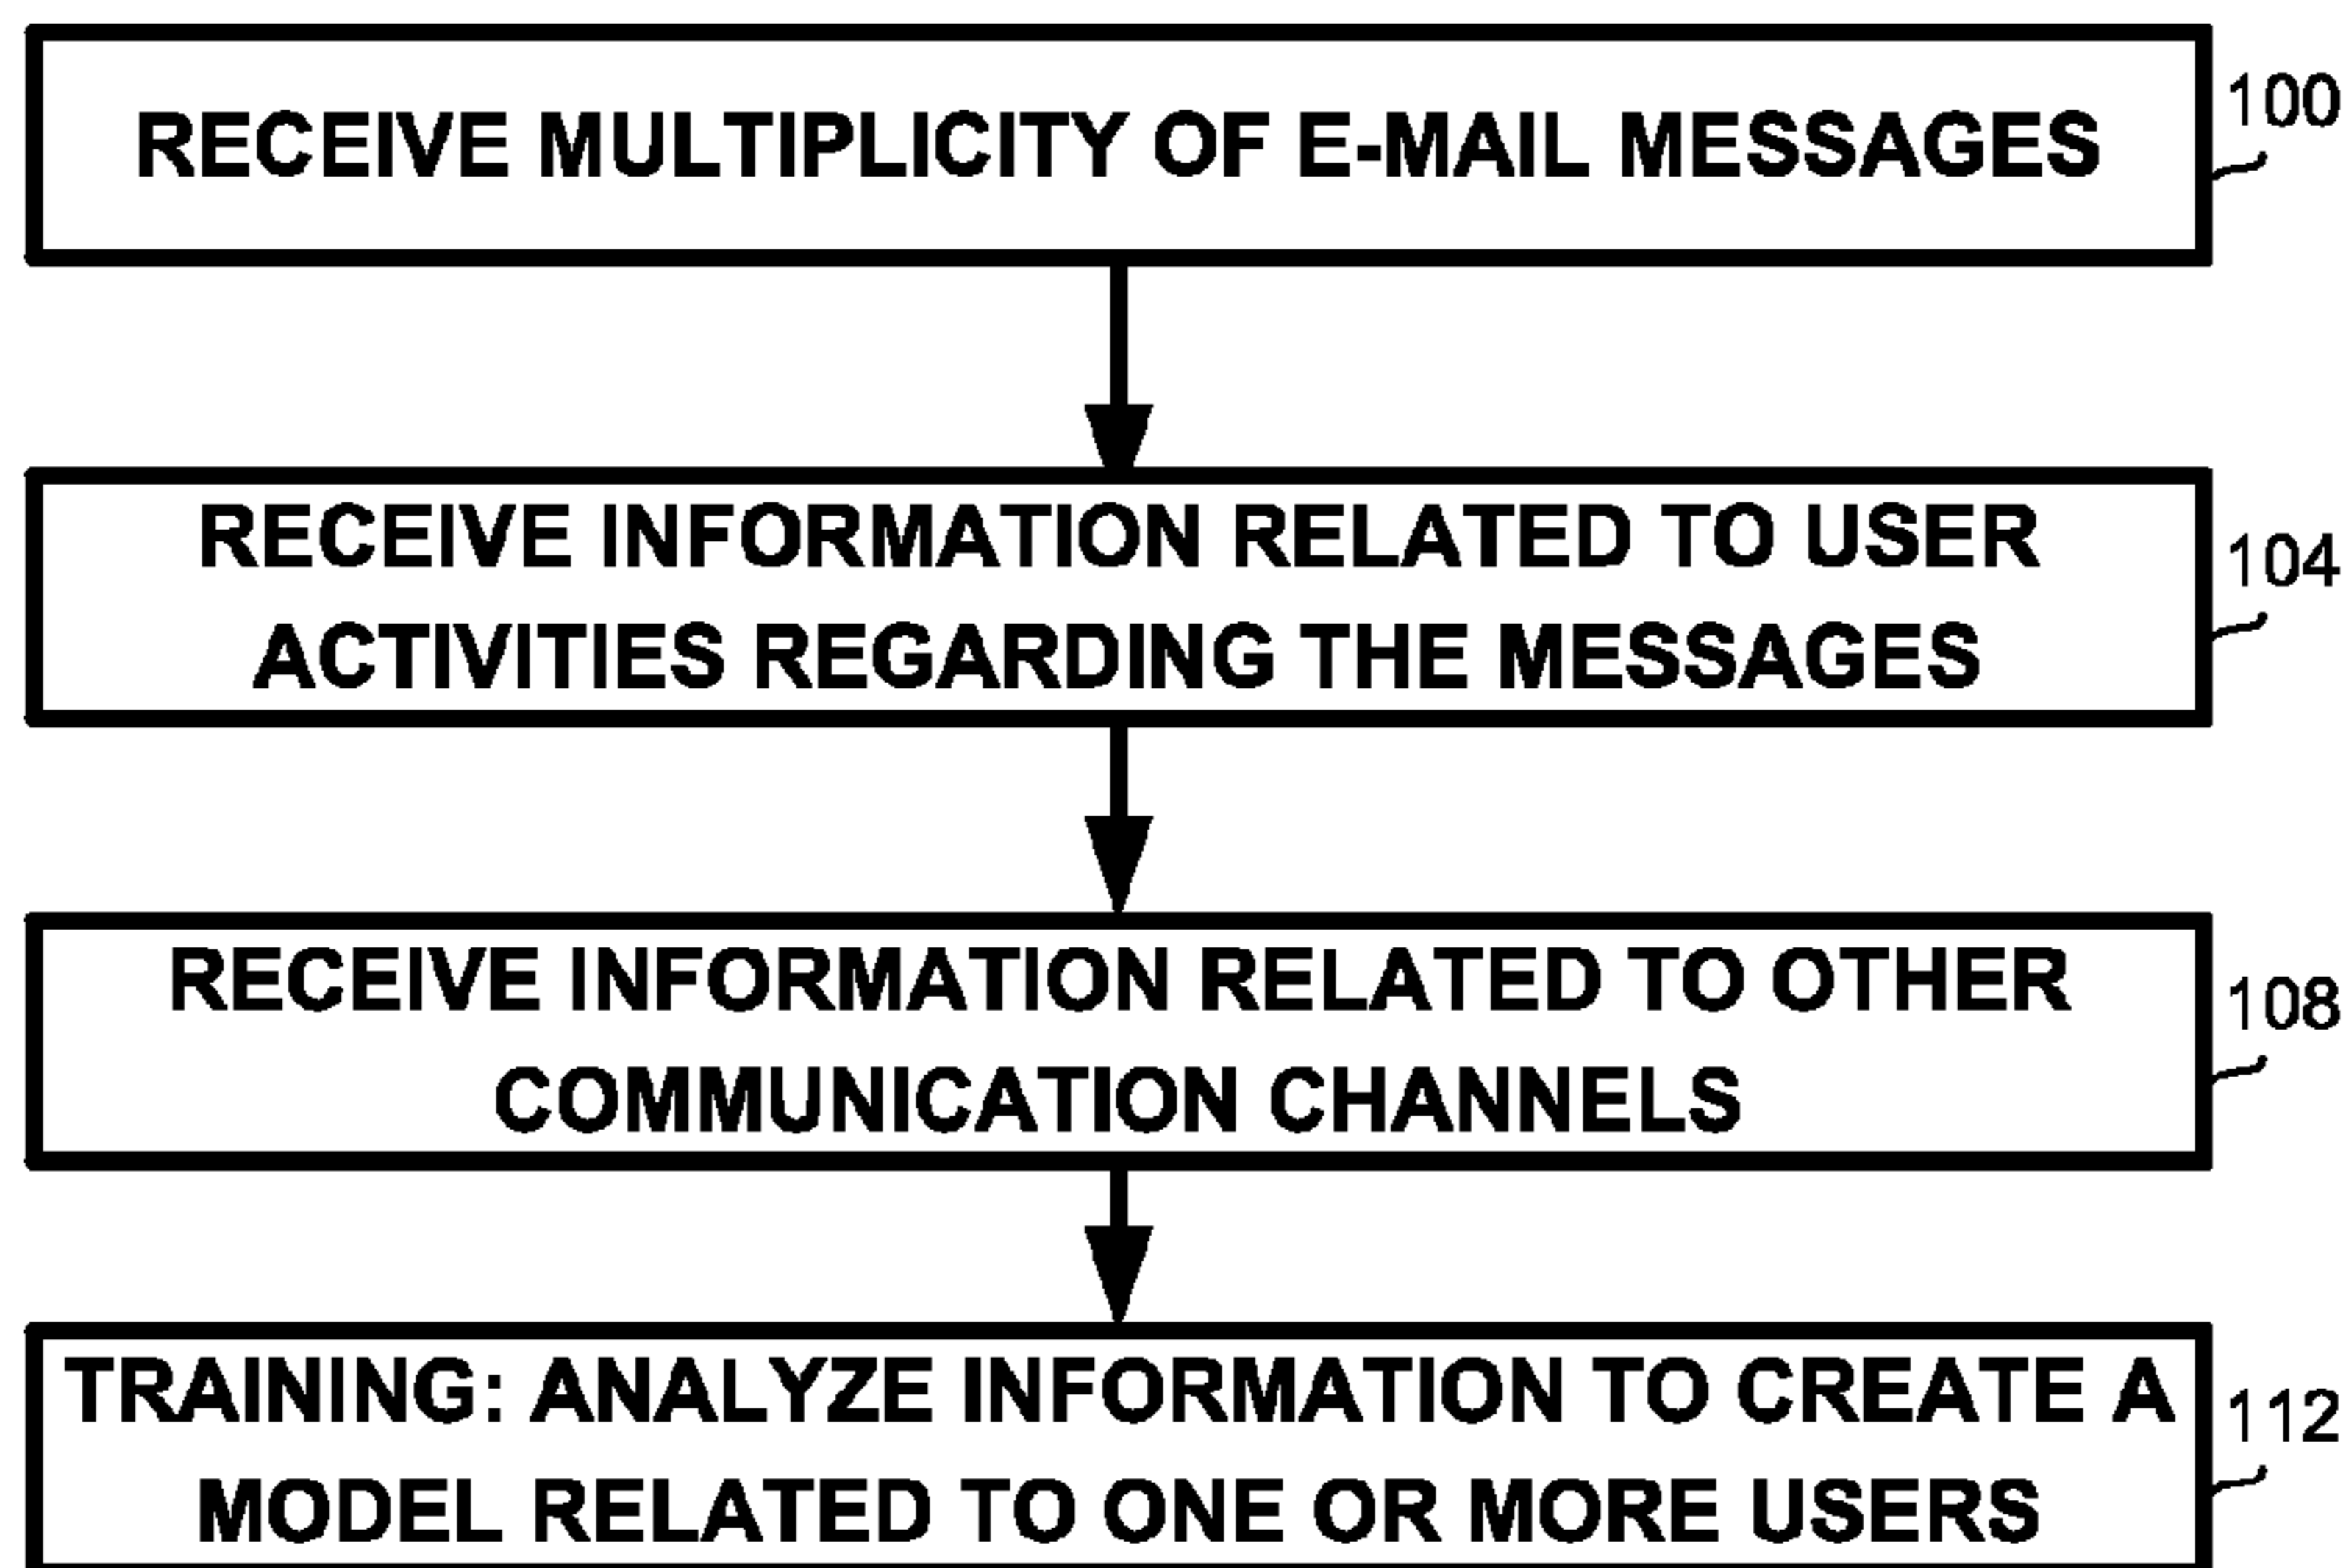 RECEIVE MULTIPLICITY OF E-MAIL MESSAGES
100
RECEIVE INFORMATION RELATED TO USER
ACTIVITIES REGARDING THE MESSAGES
104
RECEIVE INFORMATION RELATED TO OTHER
COMMUNICATION CHANNELS
108
TRAINING: ANALYZE INFORMATION TO CREATE A
MODEL RELATED TO ONE OR MORE USERS
112